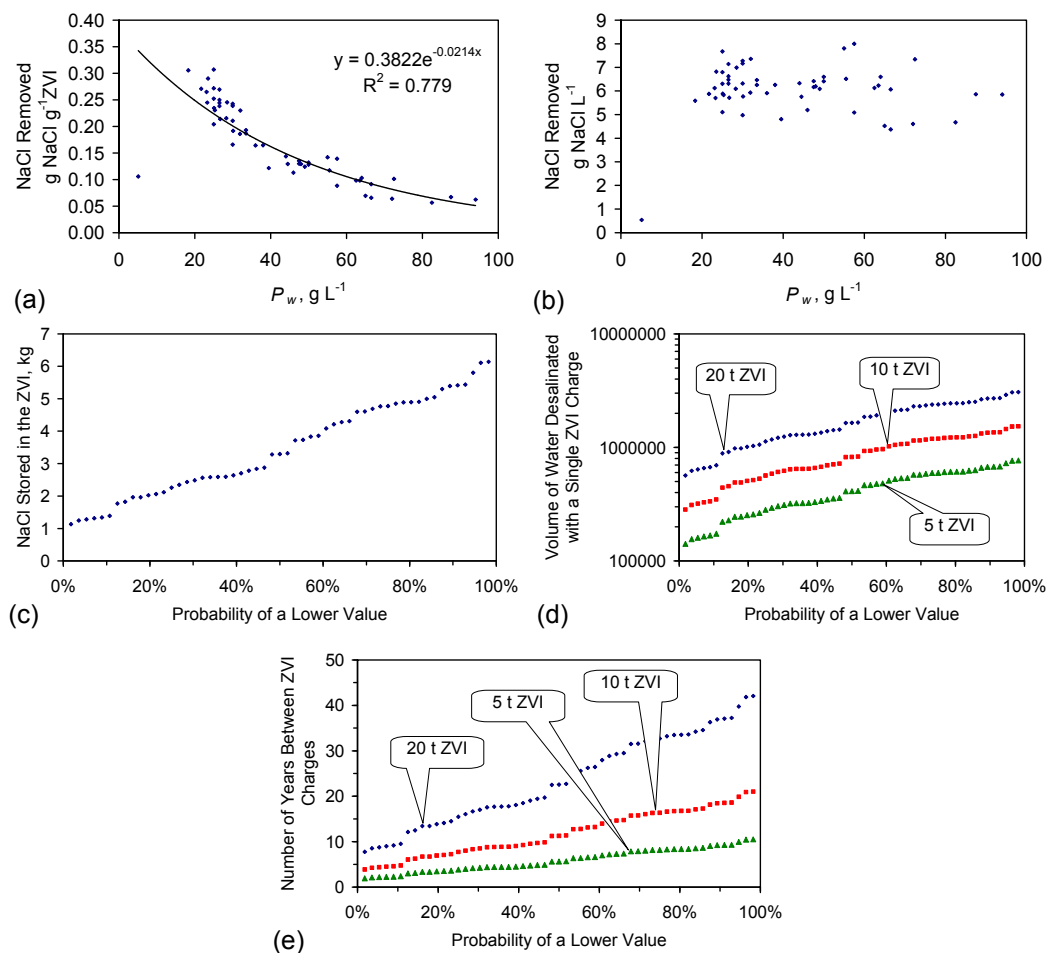 0.40
0.35
0.30
0.25
0.20
0.15
0.10
0.05
0.00
NaCl Removed
g NaCl g-1ZVI
y = 0.3822e-0.0214x
R2 = 0.779
0 20 40 60 80 100
Pw, g L-1
(a)
9
8
7
6
5
4
3
2
1
0
NaCl Removed
g NaCl L-1
0 20 40 60 80 100
Pw, g L-1
(b)
7
6
5
4
3
2
1
0
NaCl Stored in the ZVI, kg
0% 20% 40% 60% 80% 100%
Probability of a Lower Value
(c)
10000000
1000000
100000
Volume of Water Desalinated
with a Single ZVI Charge
20 t ZVI
10 t ZVI
5 t ZVI
0% 20% 40% 60% 80% 100%
Probability of a Lower Value
(d)
50
40
30
20
10
0
Number of Years Between ZVI
Charges
20 t ZVI
5 t ZVI
10 t ZVI
0% 20% 40% 60% 80% 100%
Probability of a Lower Value
(e)